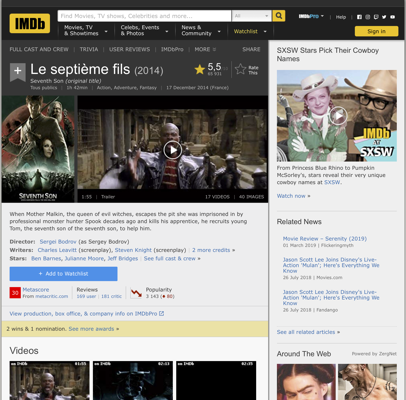 IMDb
Find Movies, TV shows, Celebrities and more...
All
IMDbPro
Help
Movies, TV & Showtimes
Celebs, Events & Photos
News & Community
Watchlist
Sign in
FULL CAST AND CREW | TRIVIA | USER REVIEWS | IMDbPro | MORE
SHARE
Le septième fils (2014)
Seventh Son (original title)
Tous publics | 1h 42min | Action, Adventure, Fantasy | 17 December 2014 (France)
5,5
Rate This
SEVENTH SON
1:55 | Trailer
17 VIDEOS | 40 IMAGES
When Mother Malkin, the queen of evil witches, escapes the pit she was imprisoned in by
professional monster hunter Spook decades ago and kills his apprentice, he recruits young
Tom, the seventh son of the seventh son, to help him.
Director: Sergei Bodrov (as Sergey Bodrov)
Writers: Charles Leavitt (screenplay), Steven Knight (screenplay) | 2 more credits »
Stars: Ben Barnes, Julianne Moore, Jeff Bridges | See full cast & crew »
+ Add to Watchlist
30
Metascore
From metacritic.com
Reviews
169 user | 181 critic
Popularity
3 143
View production, box office, & company info on IMDbPro
2 wins & 1 nomination. See more awards »
Videos
SXSW Stars Pick Their Cowboy
Names
IMDb
AT
SXSW
From Princess Blue Rhino to Pumpkin
McSorley's, stars reveal their very
unique cowboy names at SXSW.
Watch now »
Related News
Movie Review – Serenity (2019)
01 March 2019 | Flickeringmyth
Jason Scott Lee Joins Disney's Live-
Action 'Mulan'; Here's Everything We
Know
26 July 2018 | Movies.com
Jason Scott Lee Joins Disney's Live-
Action 'Mulan'; Here's Everything We
Know
26 July 2018 | Fandango
See all related articles »
Around The Web
Powered by ZergNet